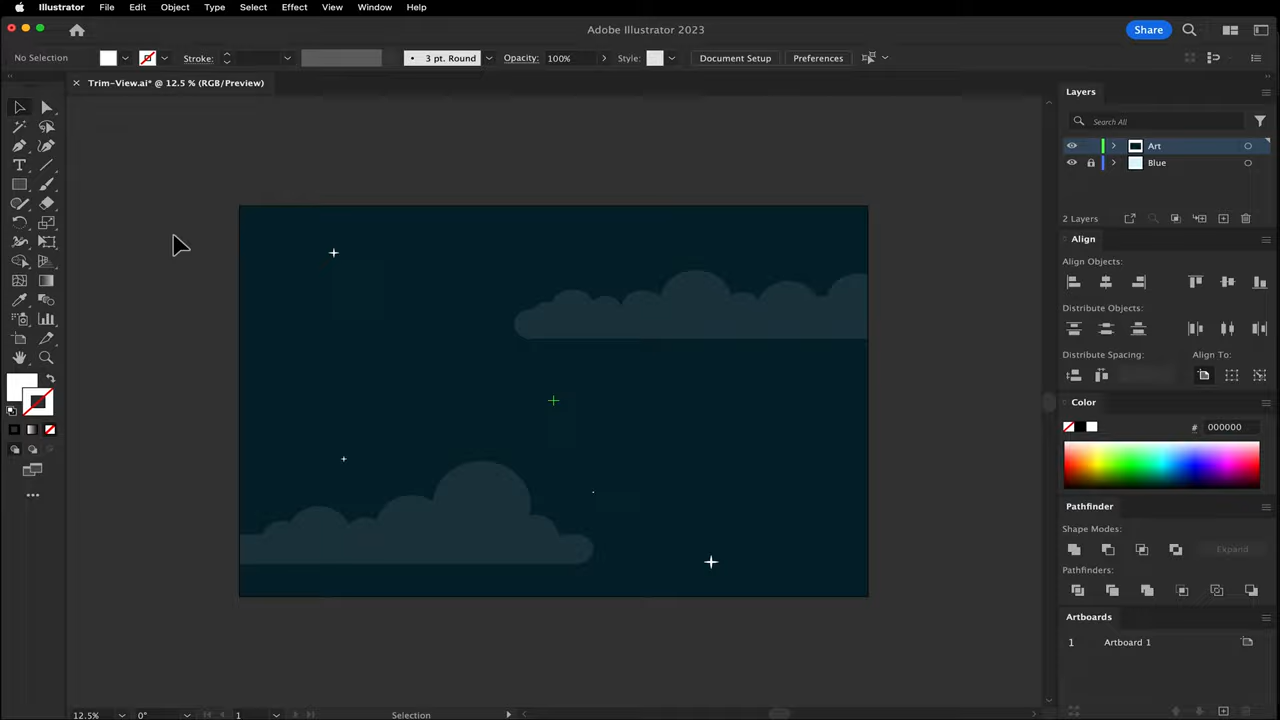 Illustrator File Edit Object Type Select Effect View Window Help
Adobe Illustrator 2023
Share
No Selection
Stroke:
3 pt. Round
Opacity: 100%
Style:
Document Setup
Preferences
Trim-View.ai* @ 12.5 % (RGB/Preview)
Layers
Search All
Art
Blue
2 Layers
Align
Align Objects:
Distribute Objects:
Distribute Spacing:
Align To:
Color
# 000000
Pathfinder
Shape Modes:
Expand
Pathfinders:
Artboards
1 Artboard 1
12.5% 0° 1 Selection